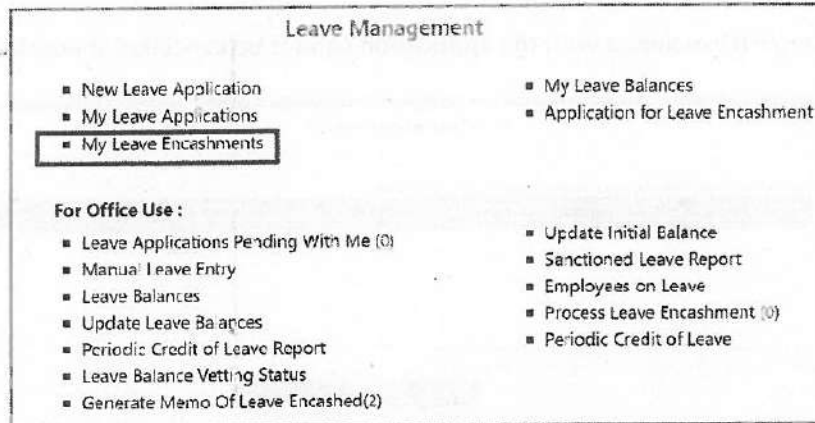 Leave Management
New Leave Application
My Leave Applications
My Leave Encashments
My Leave Balances
Application for Leave Encashment
For Office Use :
Leave Applications Pending With Me (0)
Manual Leave Entry
Leave Balances
Update Leave Balances
Periodic Credit of Leave Report
Leave Balance Vetting Status
Generate Memo Of Leave Encashed(2)
Update Initial Balance
Sanctioned Leave Report
Employees on Leave
Process Leave Encashment (0)
Periodic Credit of Leave